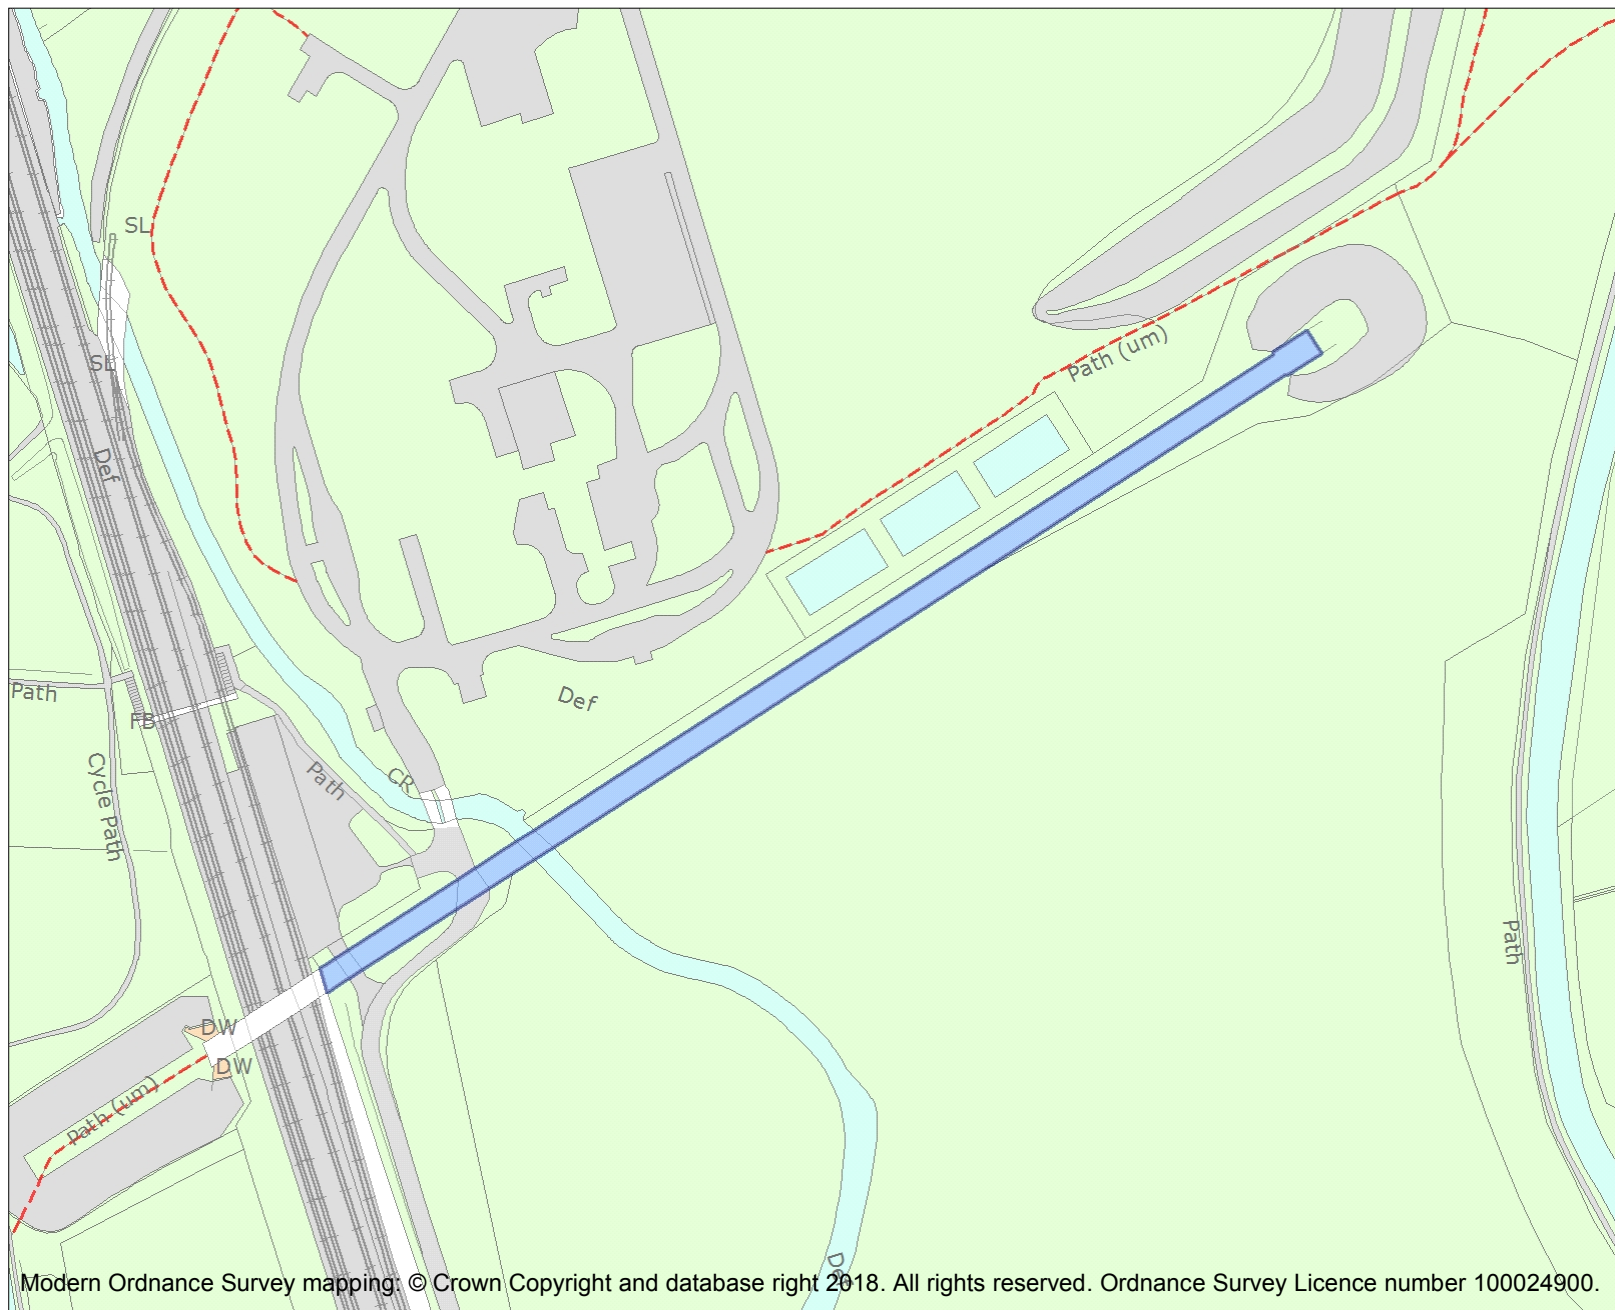 SL
Path (um)
SL
Def
Path
Def
FB
Path
CR
Cycle Path
Path
DW
DW
Path (um)
Def
Modern Ordnance Survey mapping: © Crown Copyright and database right 2018. All rights reserved. Ordnance Survey Licence number 100024900.